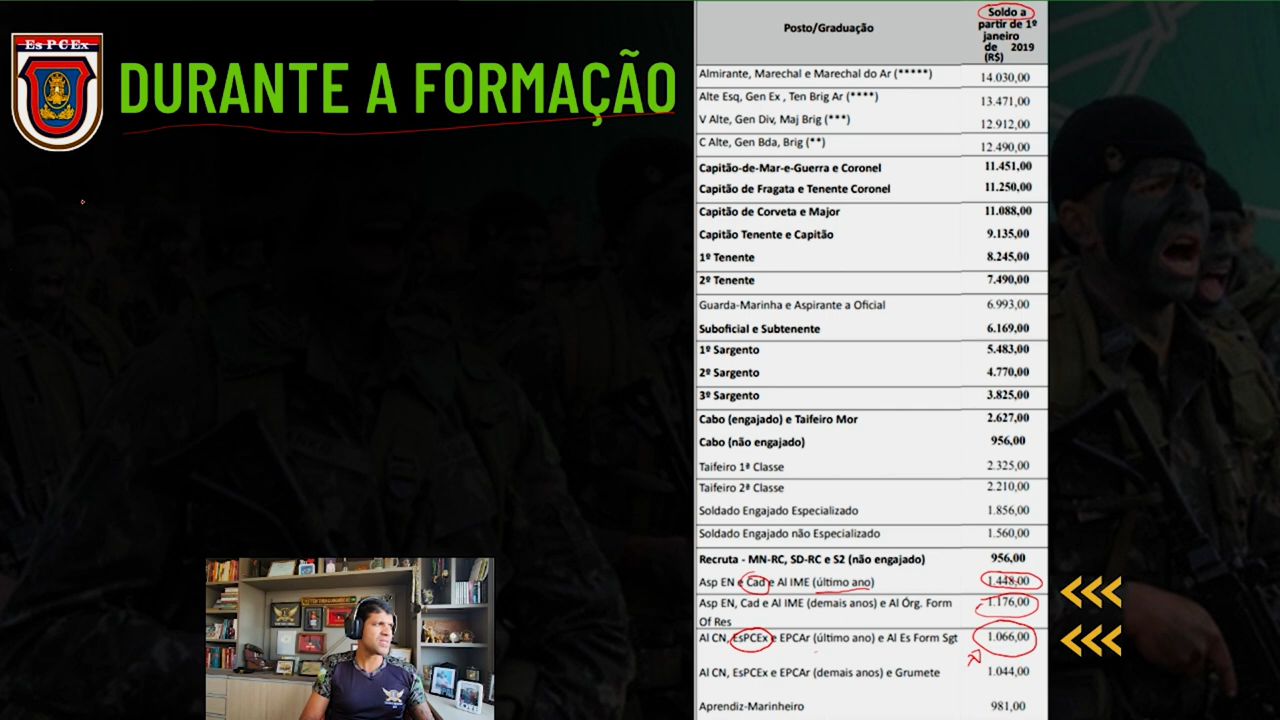 EsPCEx
DURANTE A FORMAÇÃO
Posto/Graduação
Soldo a
partir de 1º
janeiro
de 2019
(R$)
Almirante, Marechal e Marechal do Ar (*****) 14.030,00
Alte Esq, Gen Ex , Ten Brig Ar (****) 13.471,00
V Alte, Gen Div, Maj Brig (***) 12.912,00
C Alte, Gen Bda, Brig (**) 12.490,00
Capitão-de-Mar-e-Guerra e Coronel 11.451,00
Capitão de Fragata e Tenente Coronel 11.250,00
Capitão de Corveta e Major 11.088,00
Capitão Tenente e Capitão 9.135,00
1º Tenente 8.245,00
2º Tenente 7.490,00
Guarda-Marinha e Aspirante a Oficial 6.993,00
Suboficial e Subtenente 6.169,00
1º Sargento 5.483,00
2º Sargento 4.770,00
3º Sargento 3.825,00
Cabo (engajado) e Taifeiro Mor 2.627,00
Cabo (não engajado) 956,00
Taifeiro 1ª Classe 2.325,00
Taifeiro 2ª Classe 2.210,00
Soldado Engajado Especializado 1.856,00
Soldado Engajado não Especializado 1.560,00
Recruta - MN-RC, SD-RC e S2 (não engajado) 956,00
Asp EN e Cad e Al IME (último ano) 1.448,00
Asp EN, Cad e Al IME (demais anos) e Al Órg. Form 1.176,00
Of Res
Al CN, EsPCEx e EPCAr (último ano) e Al Es Form Sgt 1.066,00
Al CN, EsPCEx e EPCAr (demais anos) e Grumete 1.044,00
Aprendiz-Marinheiro 981,00